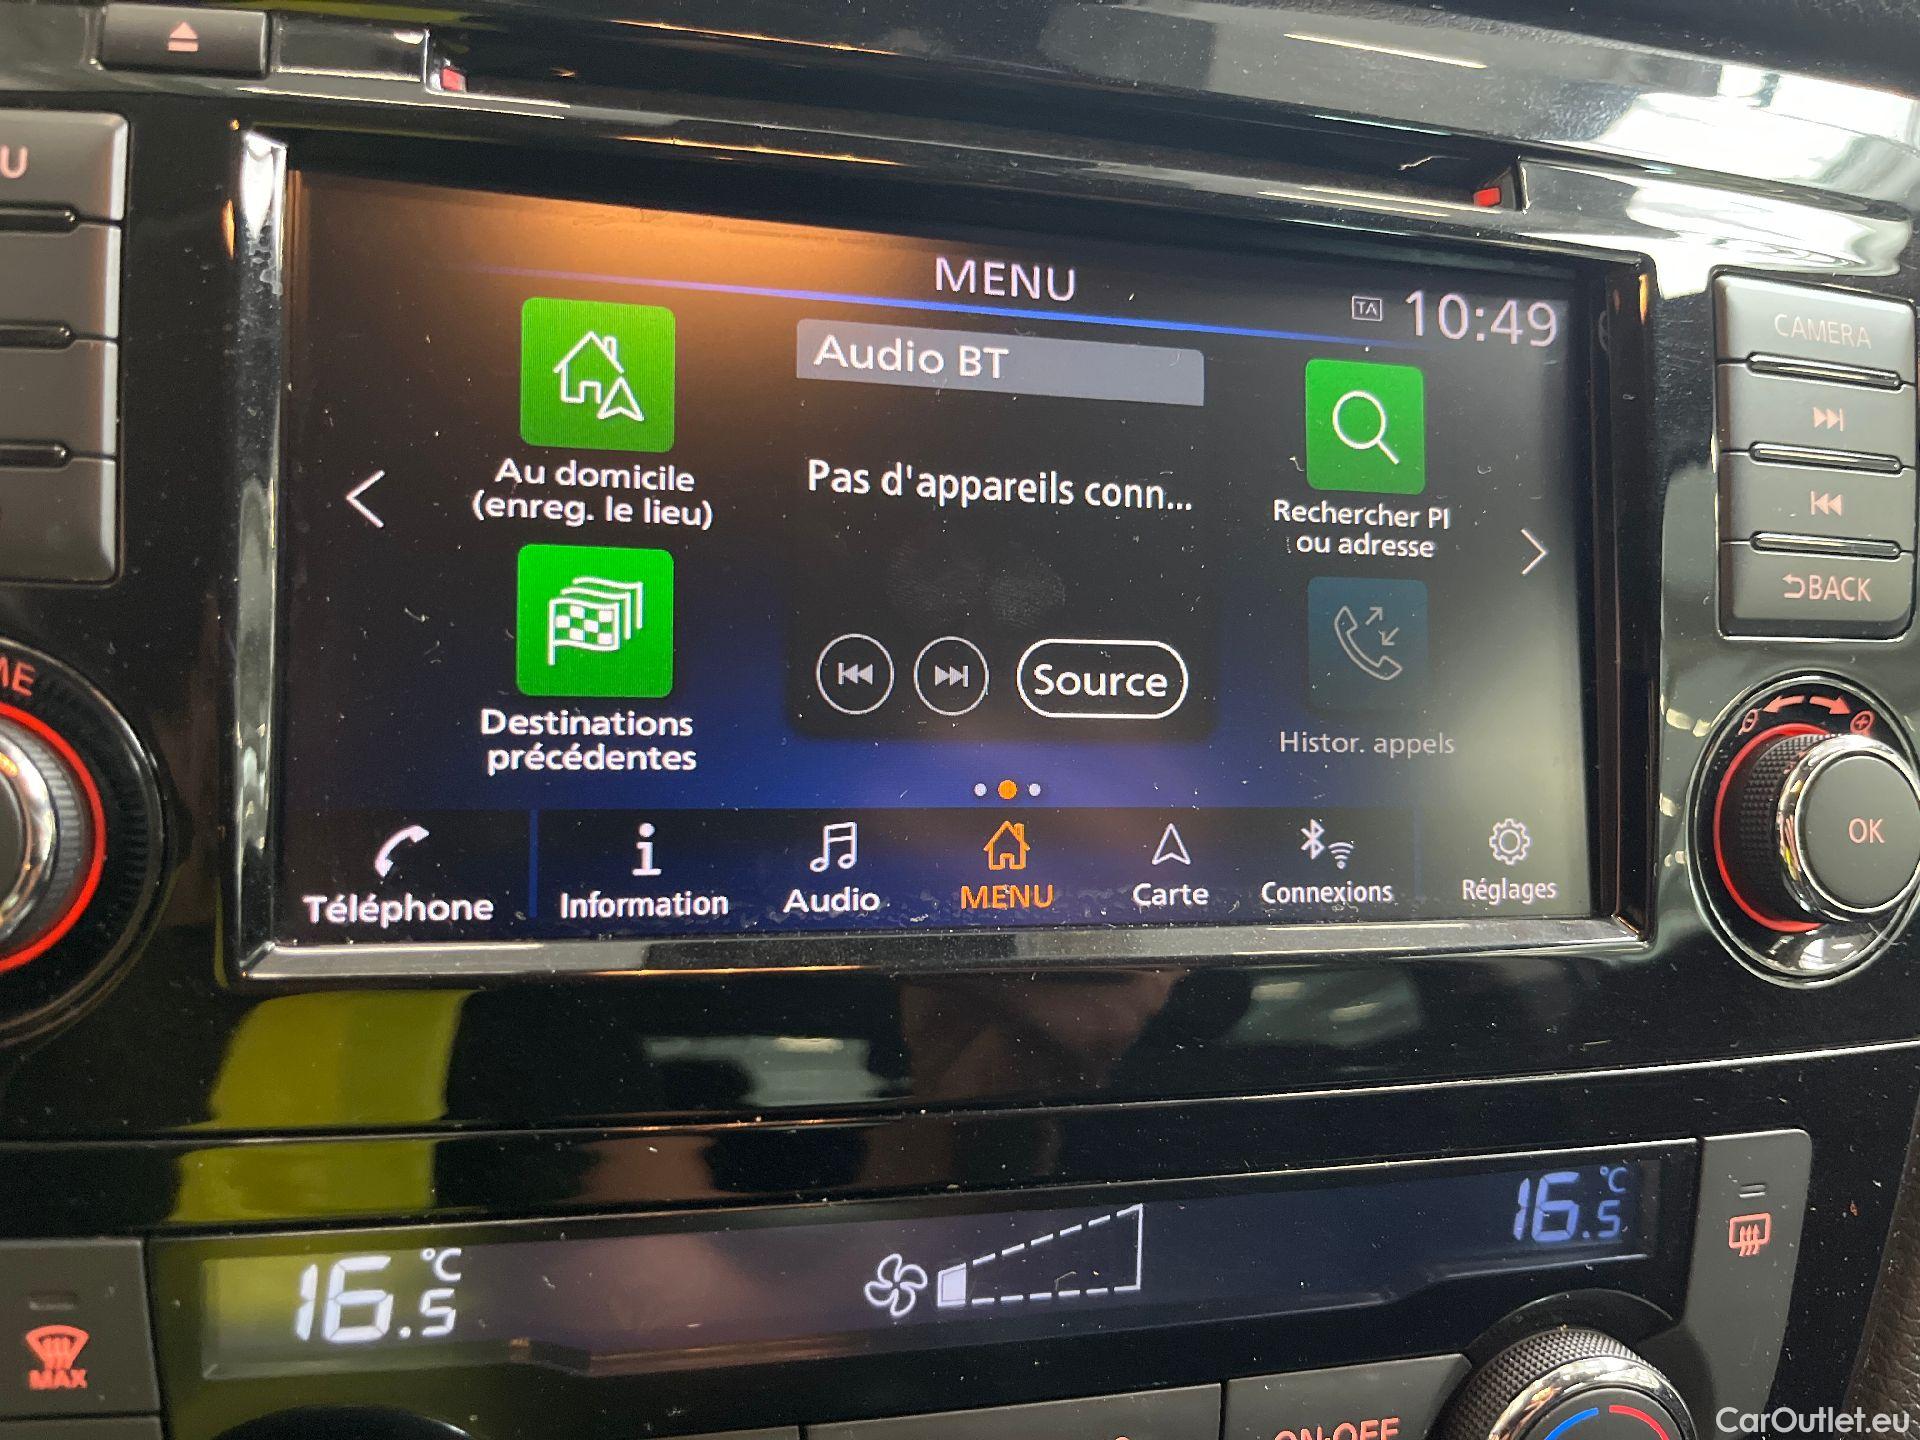 MENU
TA 10:49
Au domicile
(enreg. le lieu)
Audio BT
Pas d'appareils conn...
Rechercher PI
ou adresse
Destinations
précédentes
Source
Histor. appels
Téléphone
Information
Audio
MENU
Carte
Connexions
Réglages
CAMERA
BACK
OK
16.5 °C
16.5 °C
MAX
ON·OFF
CarOutlet.eu